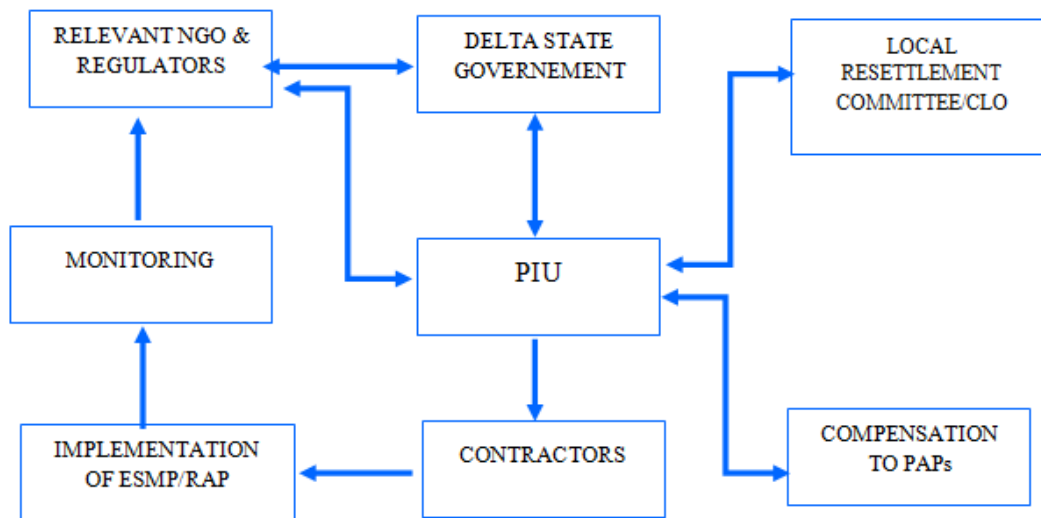 RELEVANT NGO &
REGULATORS
DELTA STATE
GOVERNEMENT
LOCAL
RESETTLEMENT
COMMITTEE/CLO
MONITORING
PIU
IMPLEMENTATION
OF ESMP/RAP
CONTRACTORS
COMPENSATION
TO PAPs